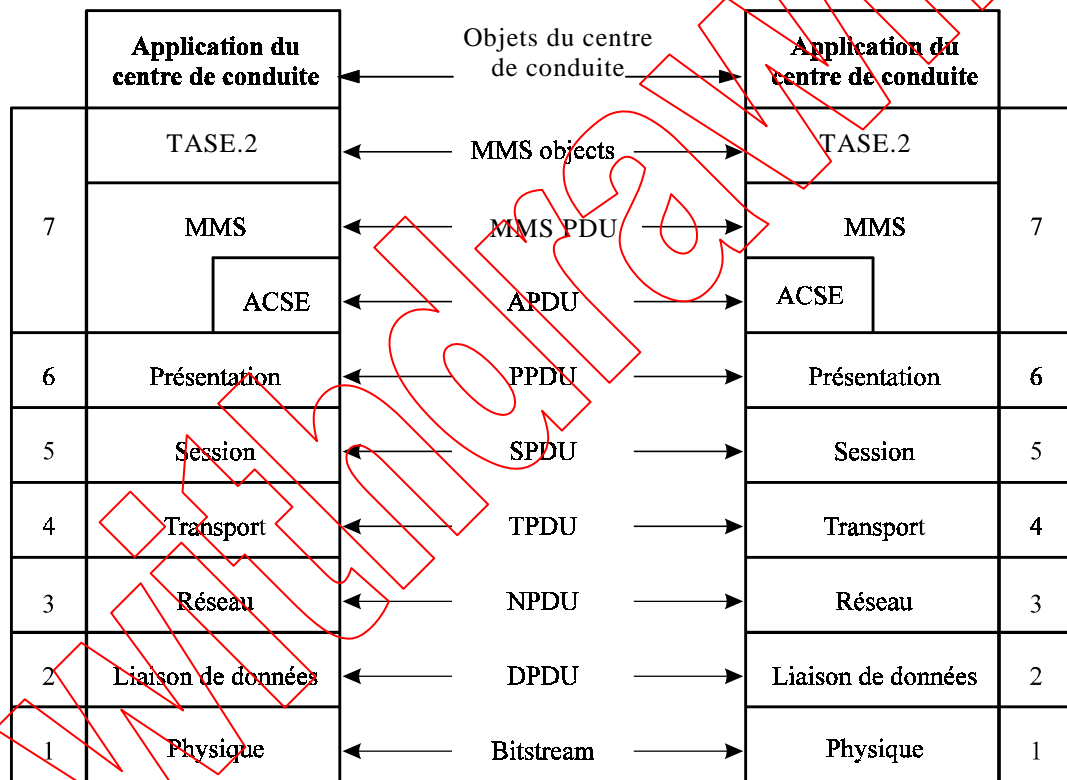 Application du
centre de conduite
Objets du centre
de conduite
Application du
centre de conduite
TASE.2
MMS objects
TASE.2
7
MMS
MMS PDU
MMS
7
ACSE
APDU
ACSE
6
Présentation
PPDU
Présentation
6
5
Session
SPDU
Session
5
4
Transport
TPDU
Transport
4
3
Réseau
NPDU
Réseau
3
2
Liaison de données
DPDU
Liaison de données
2
1
Physique
Bitstream
Physique
1